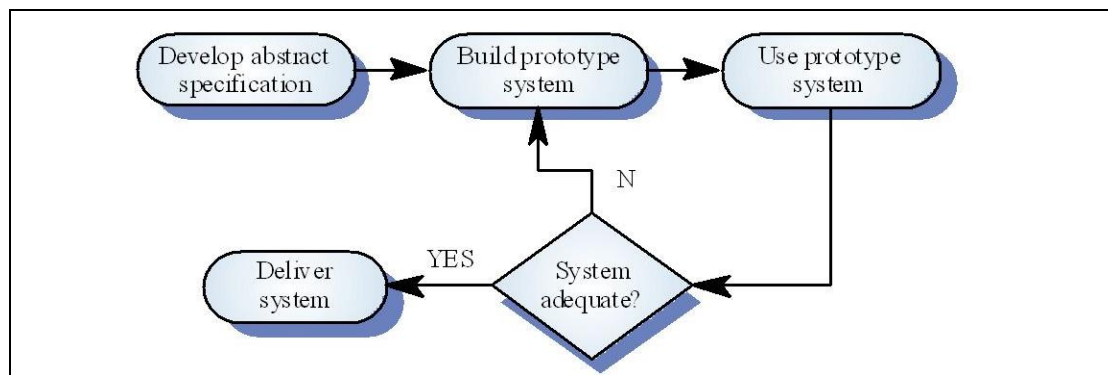 Develop abstract
specification
Build prototype
system
Use prototype
system
N
YES
Deliver
system
System
adequate?